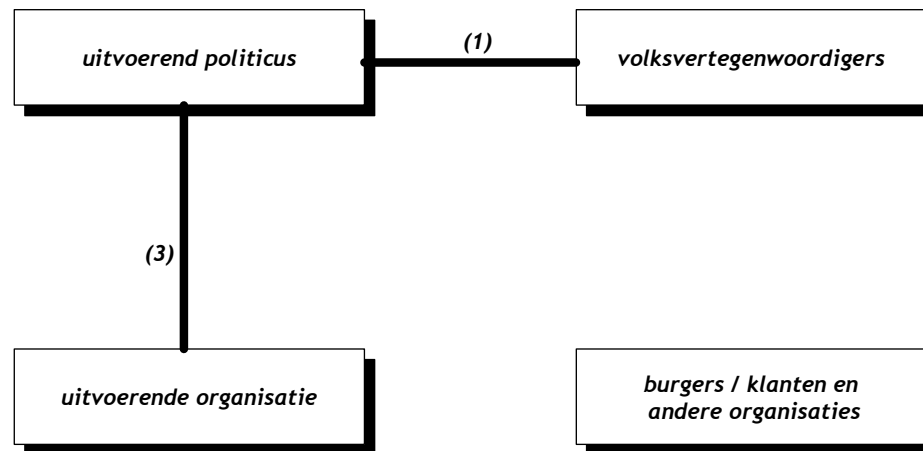 uitvoerend politicus
(1)
volksvertegenwoordigers
(3)
uitvoerende organisatie
burgers / klanten en
andere organisaties